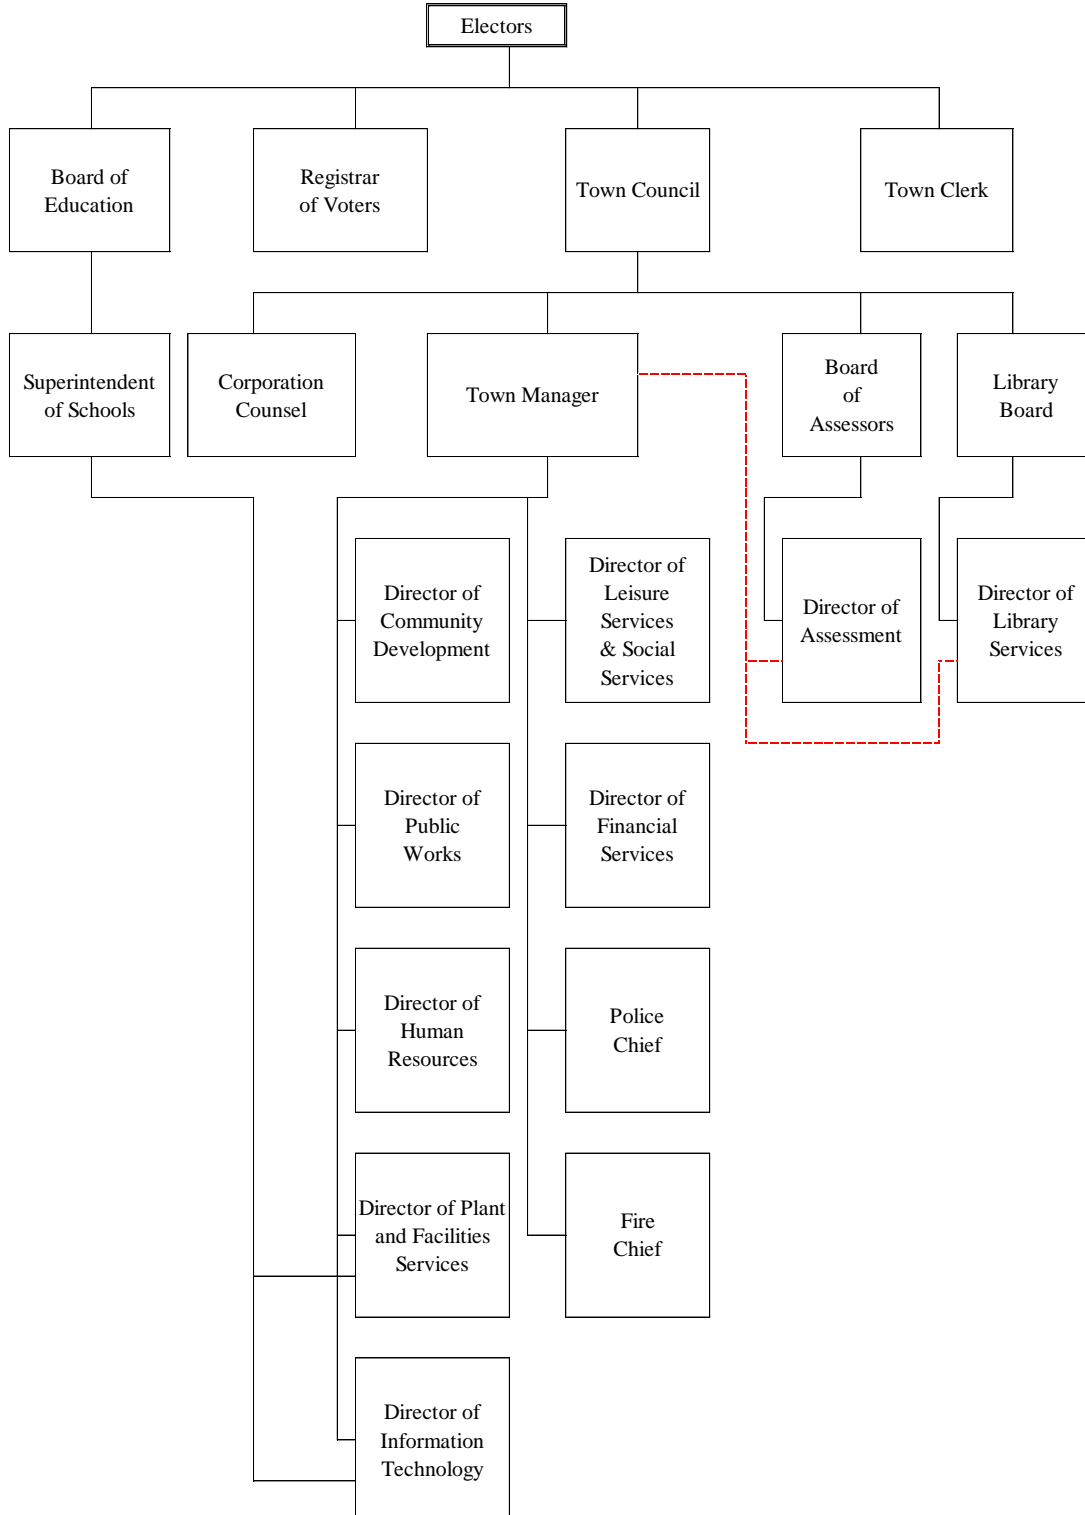 Electors
Board of
Education
Registrar
of Voters
Town Council
Town Clerk
Superintendent
of Schools
Corporation
Counsel
Town Manager
Board
of
Assessors
Library
Board
Director of
Community
Development
Director of
Leisure
Services
& Social
Services
Director of
Assessment
Director of
Library
Services
Director of
Public
Works
Director of
Financial
Services
Director of
Human
Resources
Police
Chief
Director of Plant
and Facilities
Services
Fire
Chief
Director of
Information
Technology